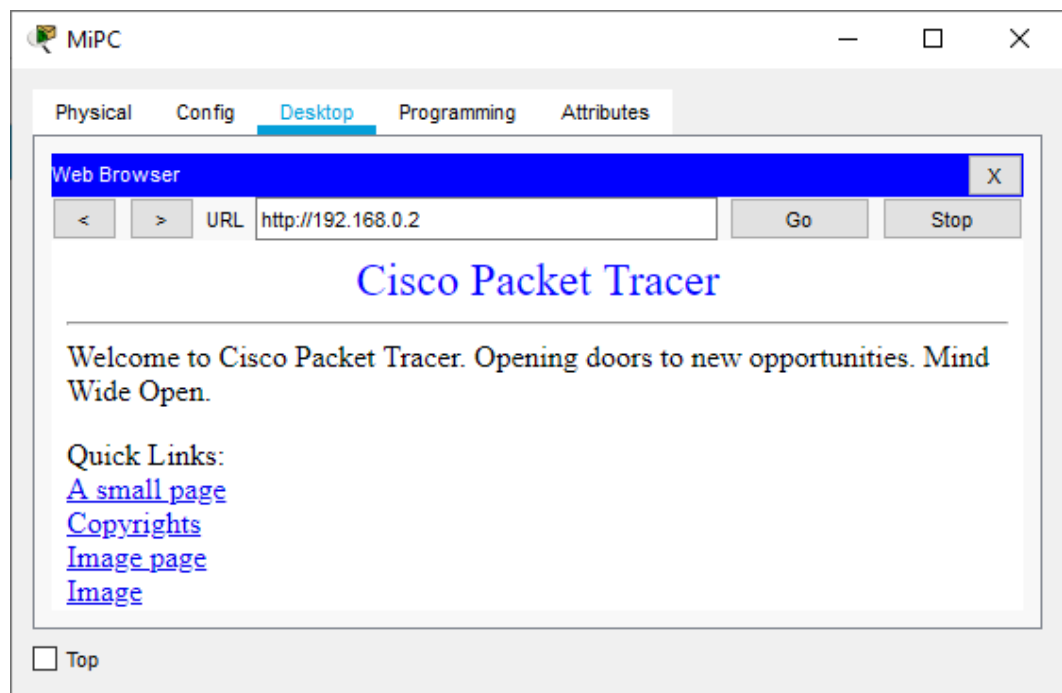 MiPC
Physical Config Desktop Programming Attributes
Web Browser X
< > URL http://192.168.0.2 Go Stop
Cisco Packet Tracer
Welcome to Cisco Packet Tracer. Opening doors to new opportunities. Mind
Wide Open.
Quick Links:
A small page
Copyrights
Image page
Image
Top